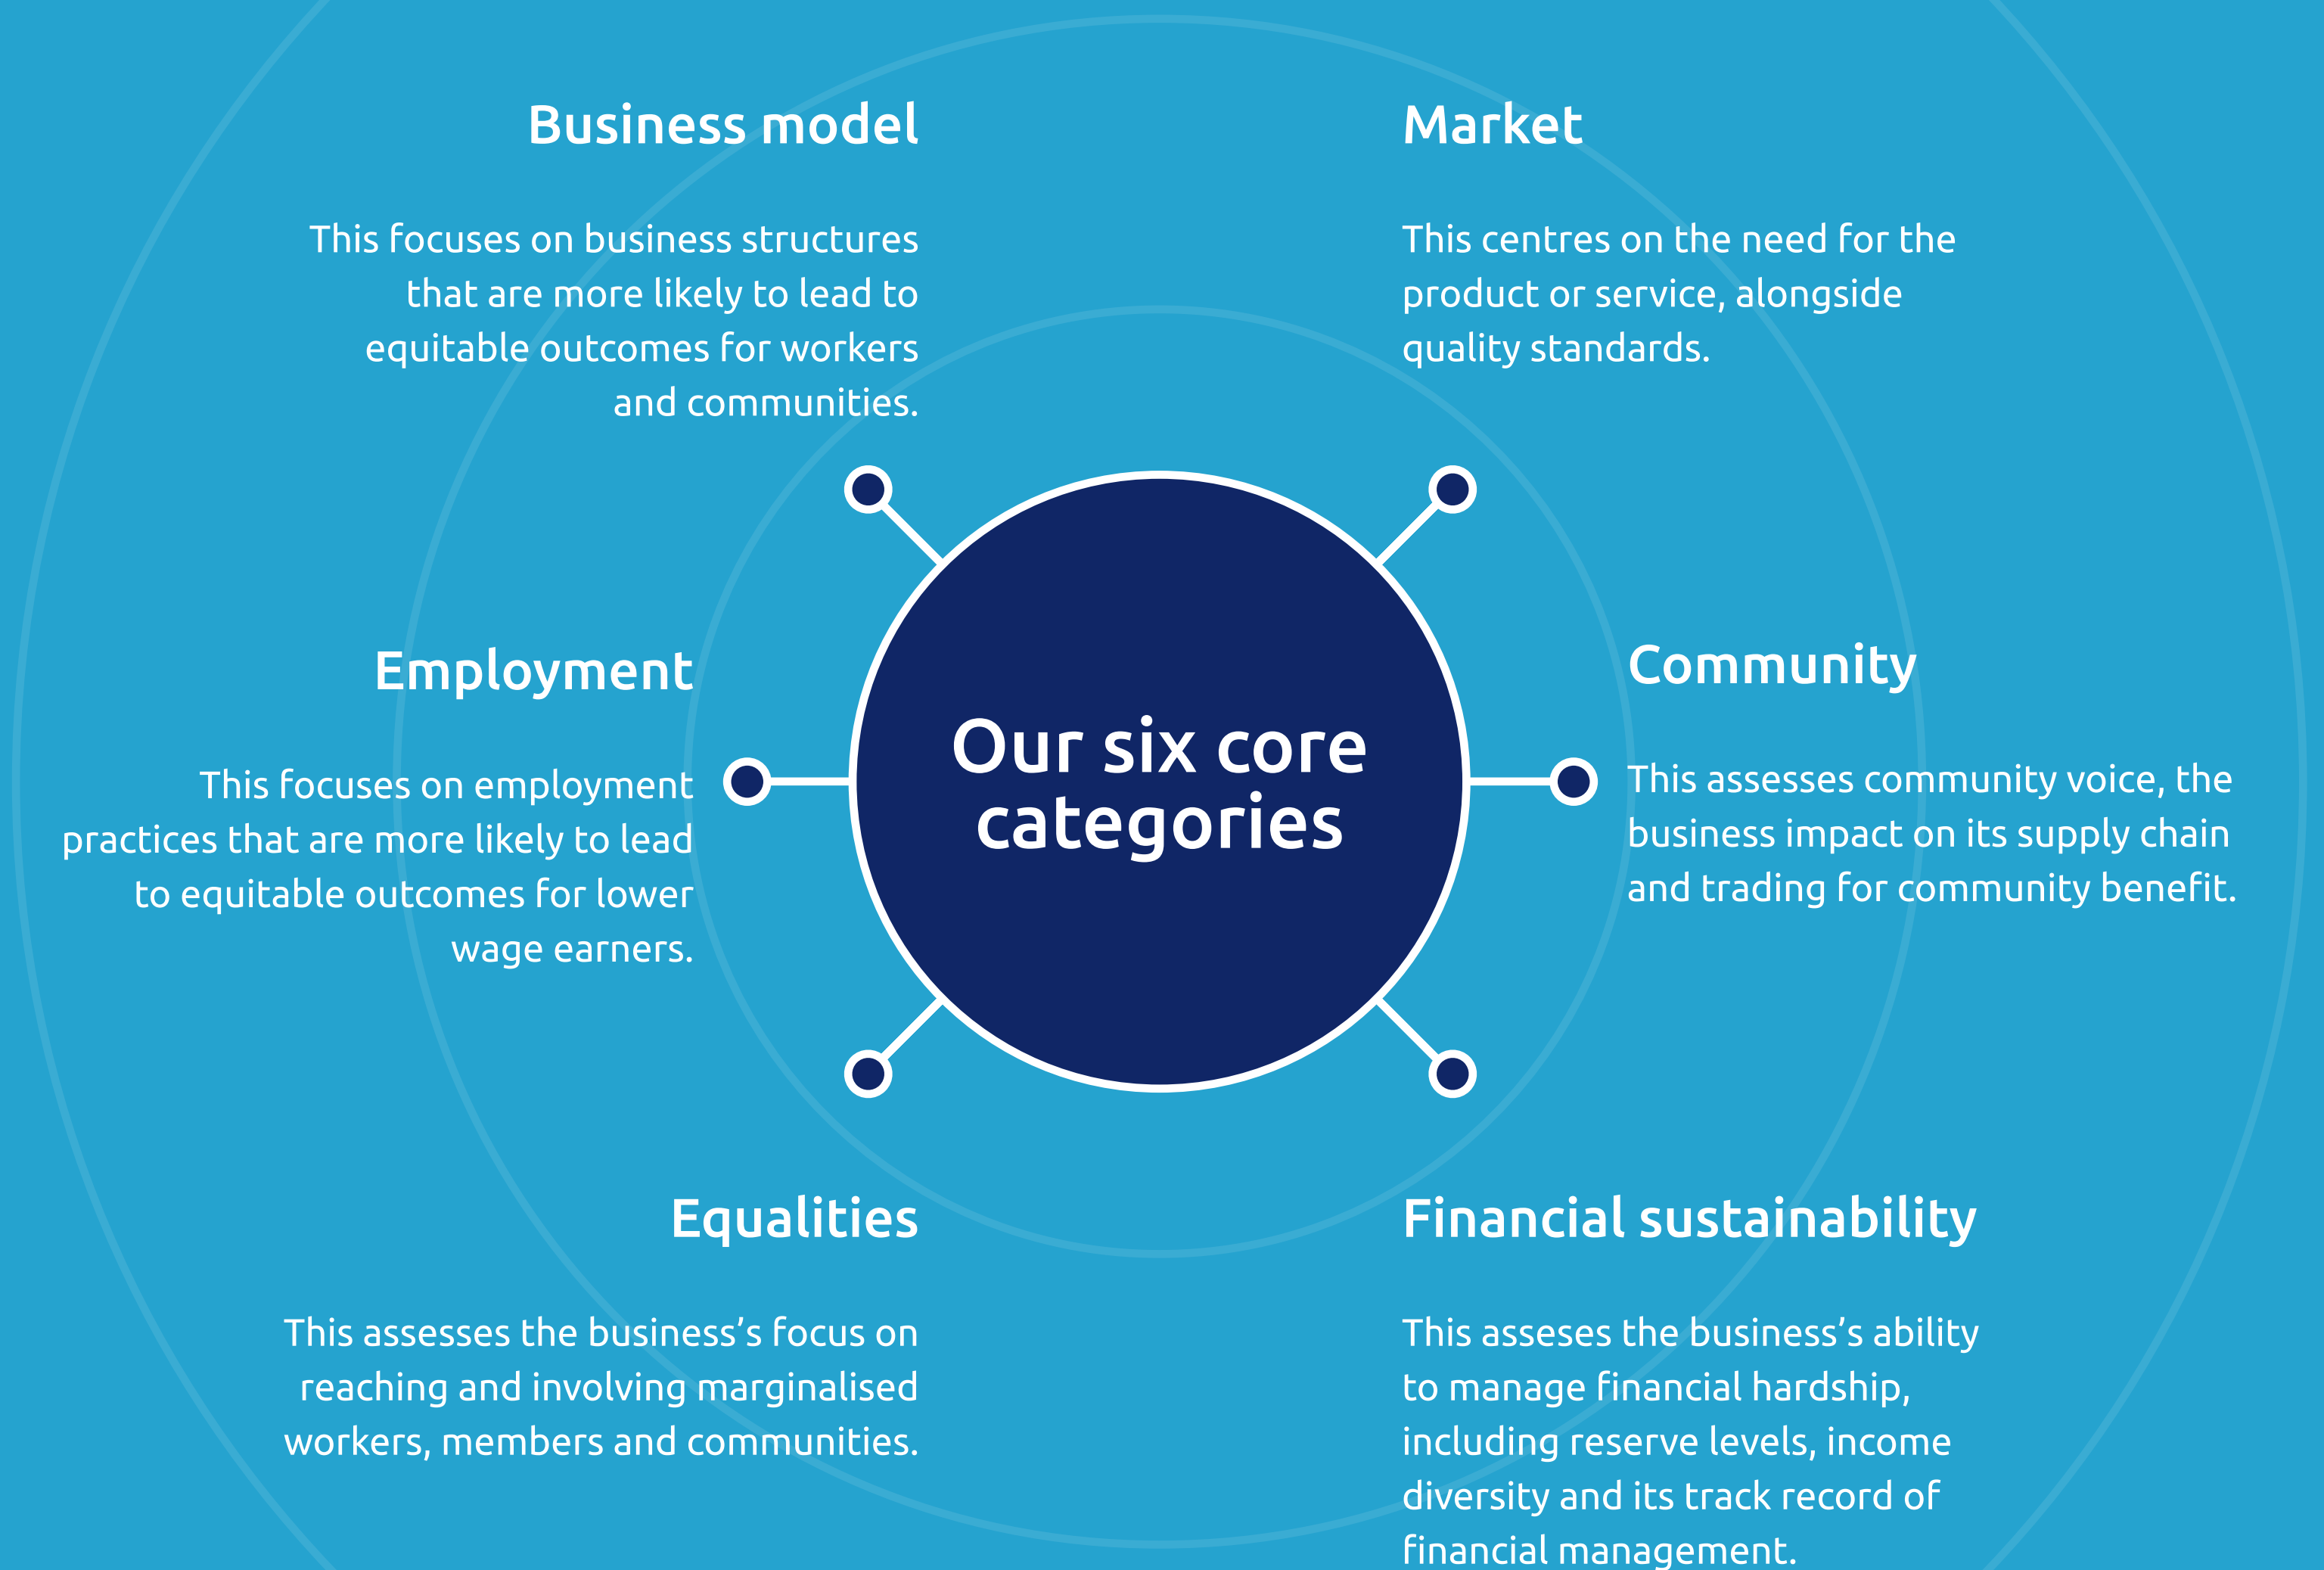 Business model
This focuses on business structures
that are more likely to lead to
equitable outcomes for workers
and communities.
Market
This centres on the need for the
product or service, alongside
quality standards.
Employment
This focuses on employment
practices that are more likely to lead
to equitable outcomes for lower
wage earners.
Our six core
categories
Community
This assesses community voice, the
business impact on its supply chain
and trading for community benefit.
Equalities
This assesses the business’s focus on
reaching and involving marginalised
workers, members and communities.
Financial sustainability
This asseses the business’s ability
to manage financial hardship,
including reserve levels, income
diversity and its track record of
financial management.